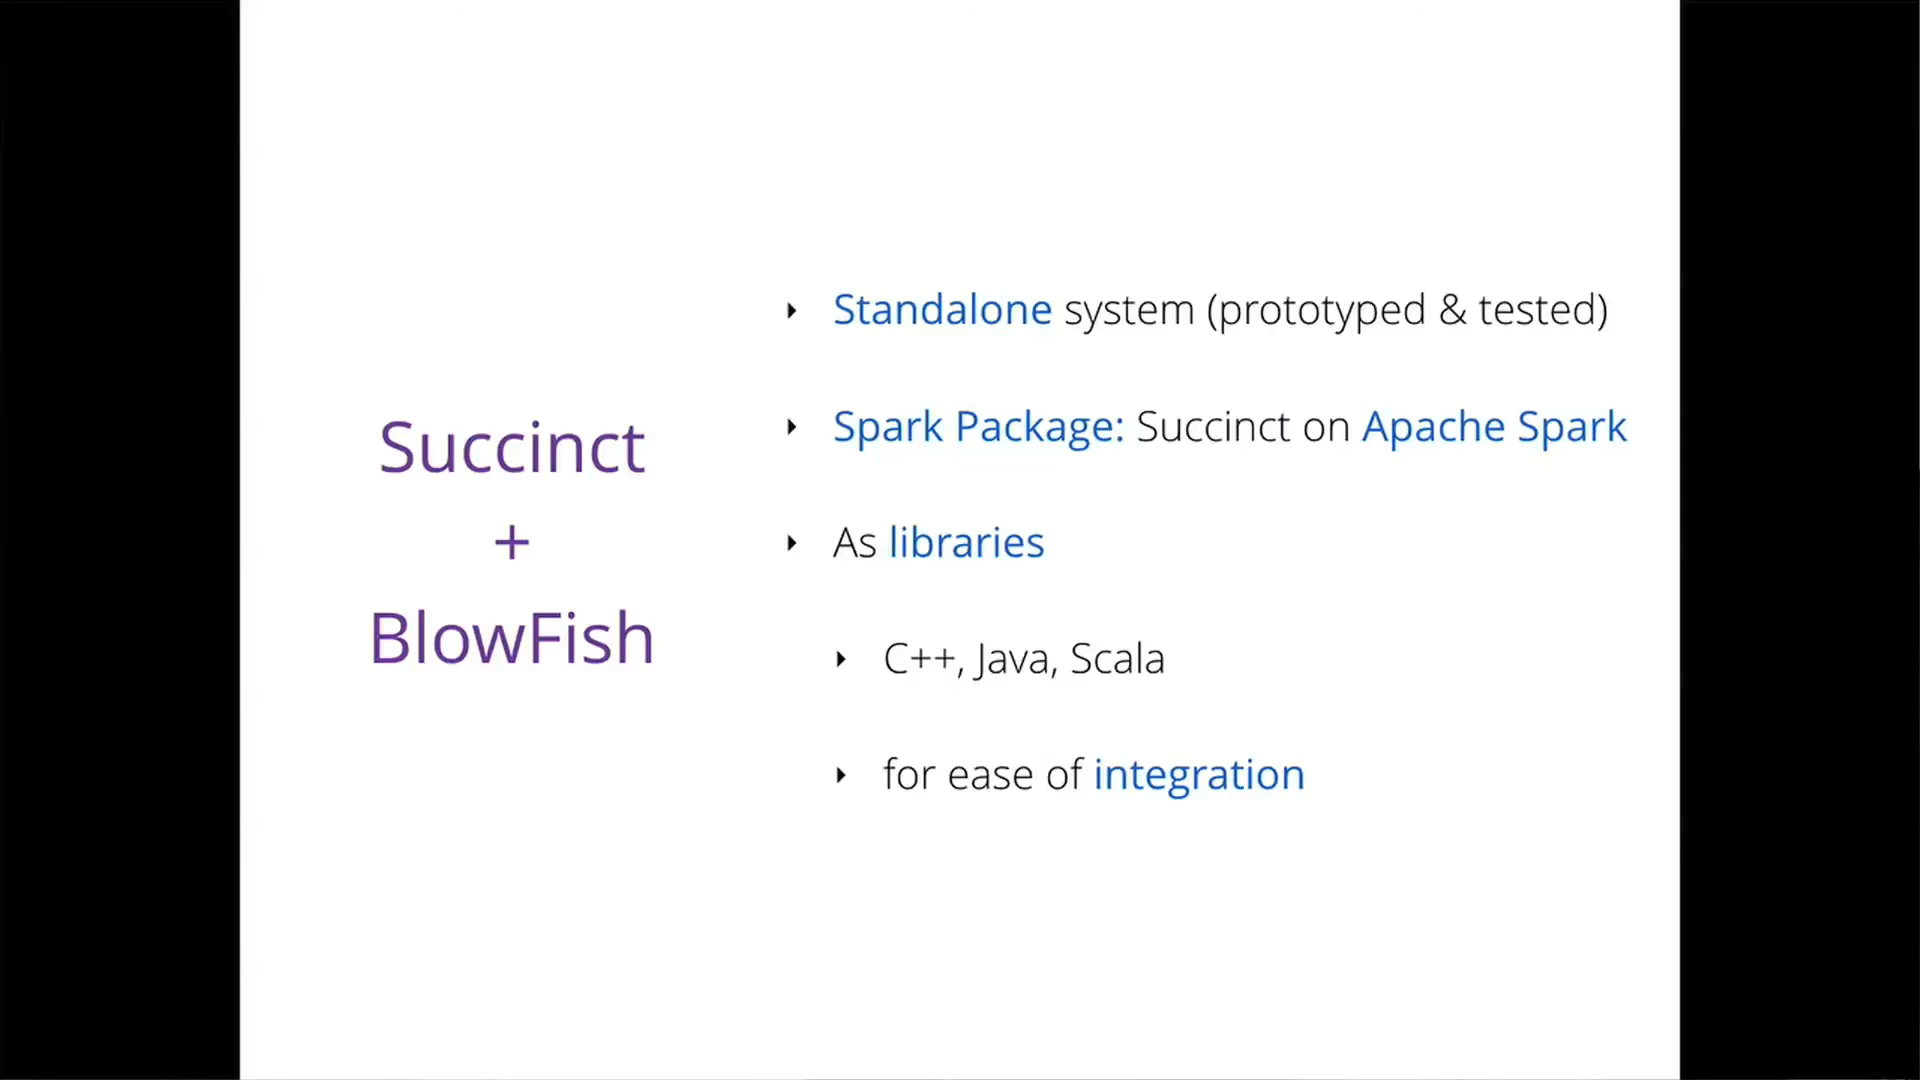 Succinct
+
BlowFish
Standalone system (prototyped & tested)
Spark Package: Succinct on Apache Spark
As libraries
C++, Java, Scala
for ease of integration